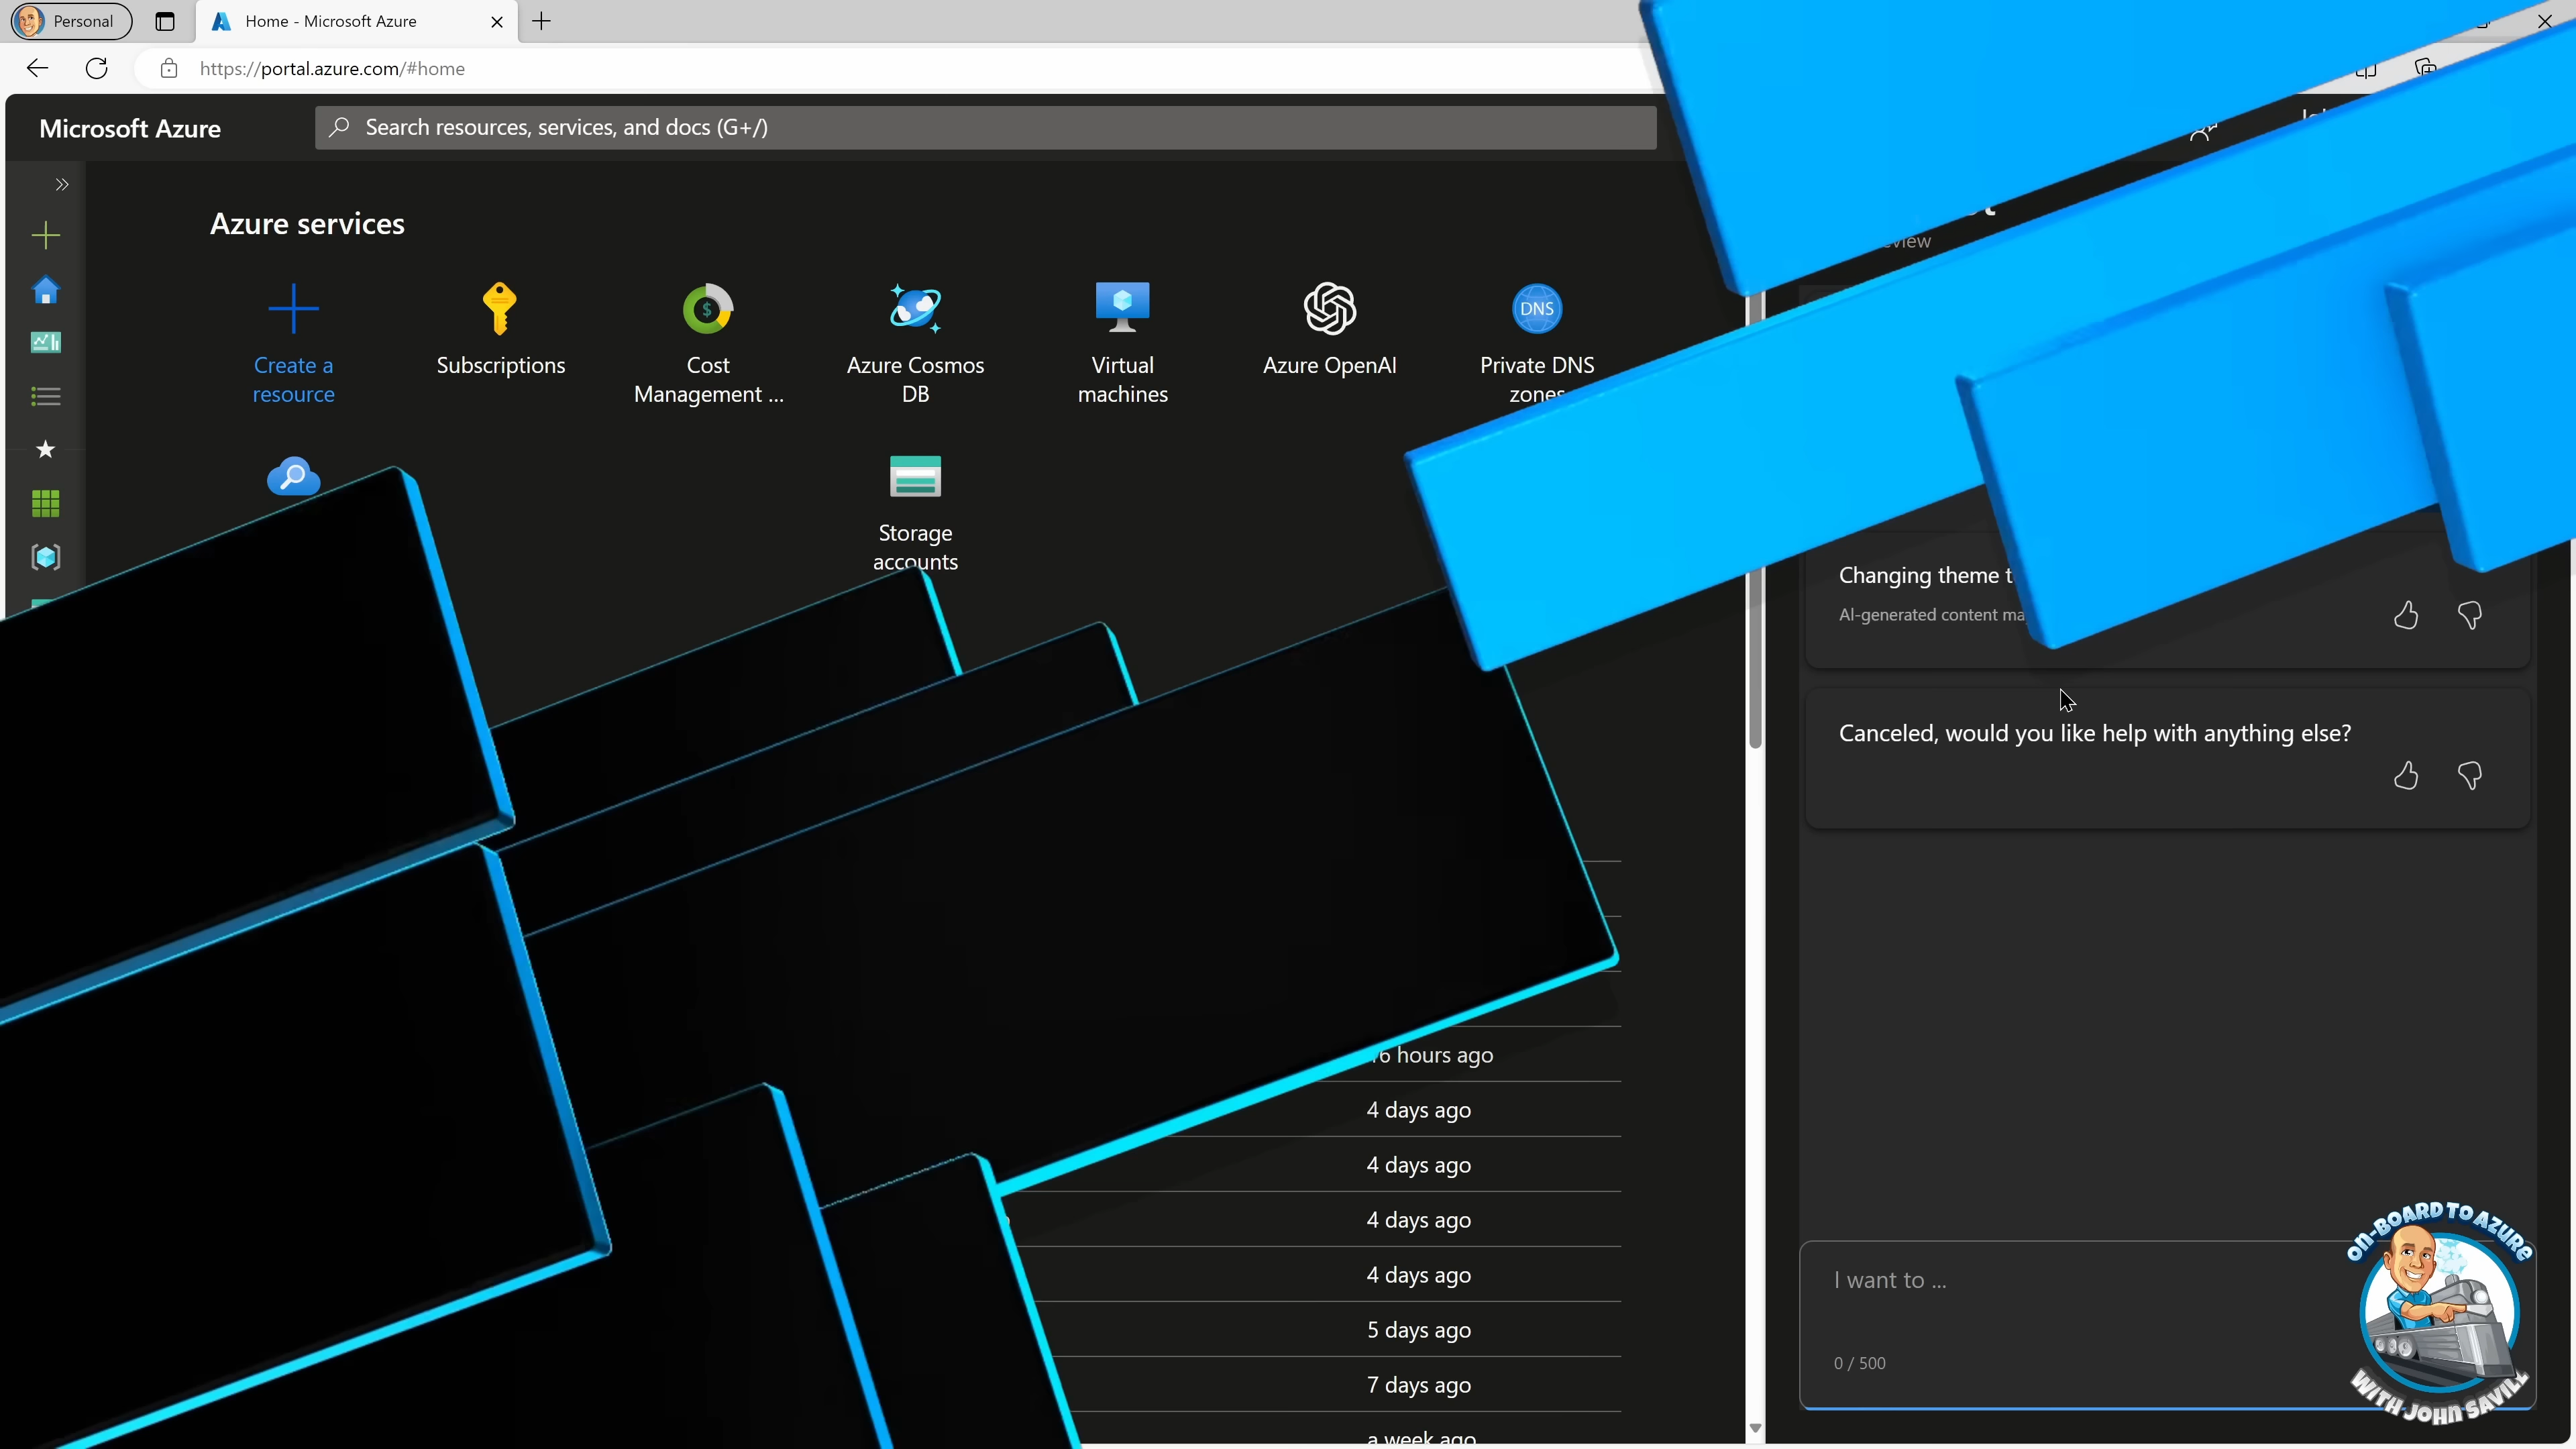 Personal
Home - Microsoft Azure
https://portal.azure.com/#home
Microsoft Azure
Search resources, services, and docs (G+/)
Azure services
Create a
resource
Subscriptions
Cost
Management ...
Azure Cosmos
DB
Virtual
machines
Azure OpenAI
DNS
Private DNS
zones
Storage
accounts
Changing theme
AI-generated content
Canceled, would you like help with anything else?
hours ago
4 days ago
4 days ago
4 days ago
4 days ago
5 days ago
7 days ago
a week ago
I want to ...
0 / 500
ON-BOARD TO AZURE
WITH JOHN SAVILL